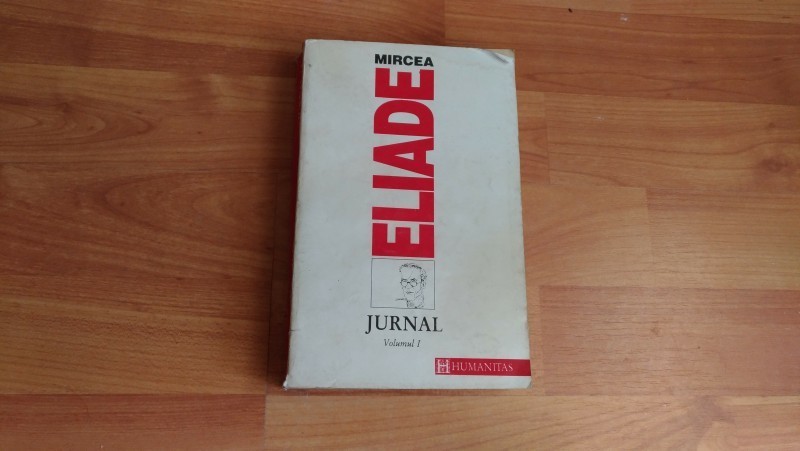 MIRCEA
ELIADE
JURNAL
Volumul I
H HUMANITAS